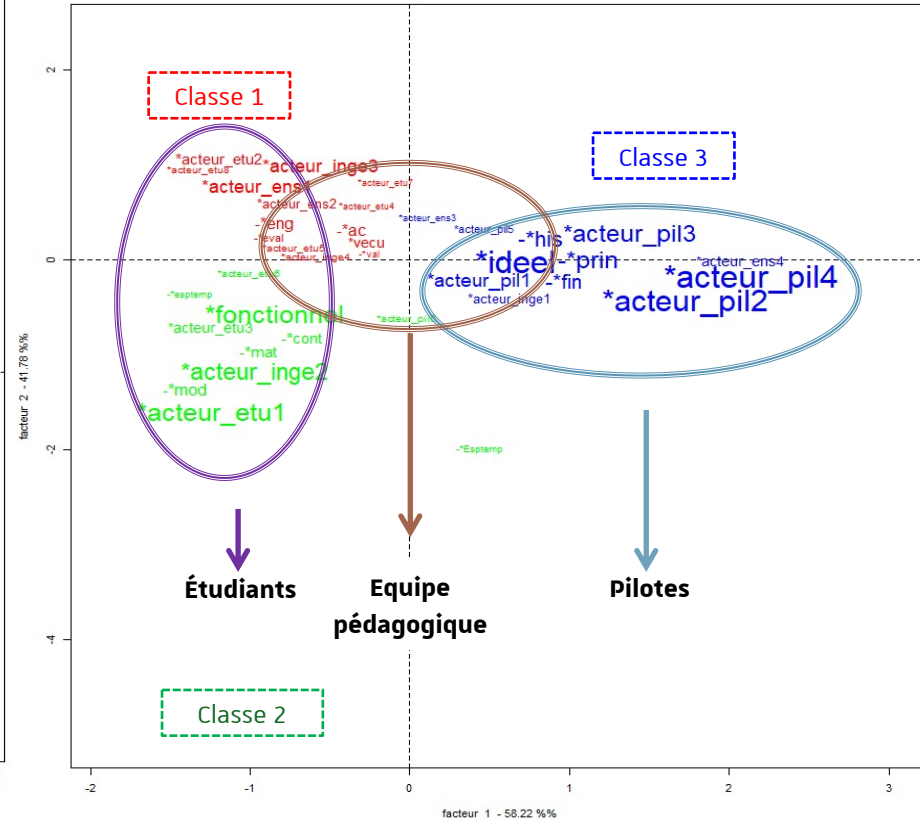 Classe 1
Classe 3
*acteur_etu2
*acteur_etu8
*acteur_inge3
*acteur_ens
*acteur_etu7
*acteur_ens2
*acteur_etu4
*acteur_ens3
-*eng
-*ac
*acteur_pil5
-*eval
*vecu
-*his
*acteur_pil3
*acteur_etu5
*acteur_inge4
-*val
*ideel
-*prin
*acteur_ens4
*acteur_pil1
-*fin
*acteur_pil4
-*esptemp
*acteur_inge1
*acteur_pil2
*fonctionnel
*acteur_etu3
-*cont
-*mat
*acteur_inge2
-*mod
*acteur_etu1
-*Esptemp
Étudiants
Equipe
pédagogique
Pilotes
Classe 2
2
0
-2
-4
facteur 2 - 41.78 %%
-2 -1 0 1 2 3
facteur 1 - 58.22 %%